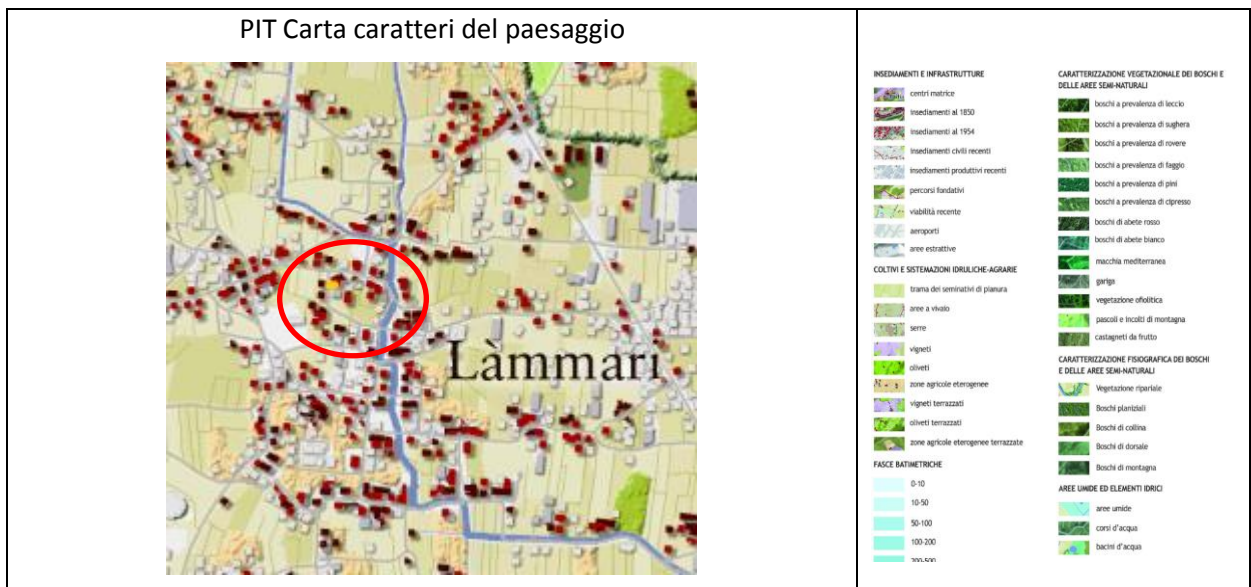 PIT Carta caratteri del paesaggio
Làmmari
INSEDIAMENTI E INFRASTRUTTURE
centri matrice
insediamenti al 1850
insediamenti al 1954
insediamenti civili recenti
insediamenti produttivi recenti
percorsi fondativi
viabilità recente
aeroporti
aree estrattive
COLTIVI E SISTEMAZIONI IDRULICHE-AGRARIE
trama dei seminativi di pianura
aree a vivaio
serre
vigneti
oliveti
zone agricole eterogenee
vigneti terrazzati
oliveti terrazzati
zone agricole eterogenee terrazzate
FASCE BATIMETRICHE
0-10
10-50
50-100
100-200
200-500
CARATTERIZZAZIONE VEGETAZIONALE DEI BOSCHI E
DELLE AREE SEMI-NATURALI
boschi a prevalenza di leccio
boschi a prevalenza di sughera
boschi a prevalenza di rovere
boschi a prevalenza di faggio
boschi a prevalenza di pini
boschi a prevalenza di cipresso
boschi di abete rosso
boschi di abete bianco
macchia mediterranea
gariga
vegetazione ofiolitica
pascoli e incolti di montagna
castagneti da frutto
CARATTERIZZAZIONE FISIOGRAFICA DEI BOSCHI
E DELLE AREE SEMI-NATURALI
Vegetazione ripariale
Boschi planiziali
Boschi di collina
Boschi di dorsale
Boschi di montagna
AREE UMIDE ED ELEMENTI IDRICI
aree umide
corsi d'acqua
bacini d'acqua